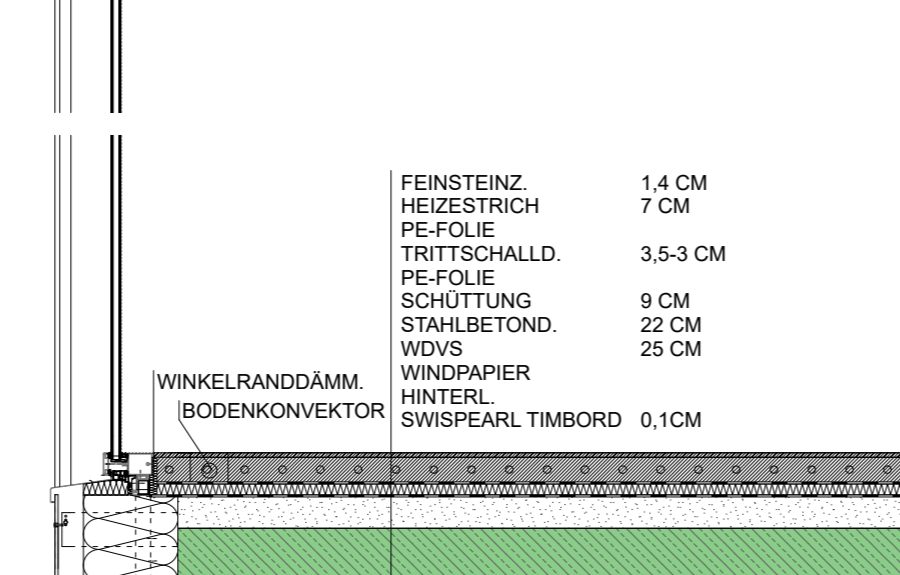 FEINSTEINZ. 1,4 CM
HEIZESTRICH 7 CM
PE-FOLIE
TRITTSCHALLD. 3,5-3 CM
PE-FOLIE
SCHÜTTUNG 9 CM
STAHLBETOND. 22 CM
WDVS 25 CM
WINDPAPIER
HINTERL.
SWISPEARL TIMBORD 0,1CM
WINKELRANDDÄMM.
BODENKONVEKTOR